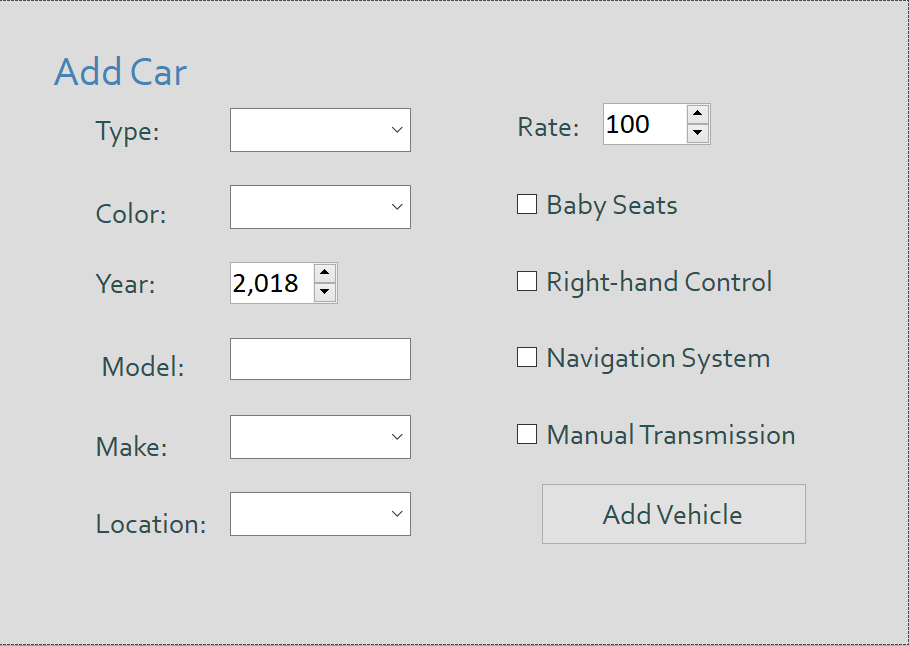 Add Car
Type:
Color:
Year: 2,018
Model:
Make:
Location:
Rate: 100
Baby Seats
Right-hand Control
Navigation System
Manual Transmission
Add Vehicle